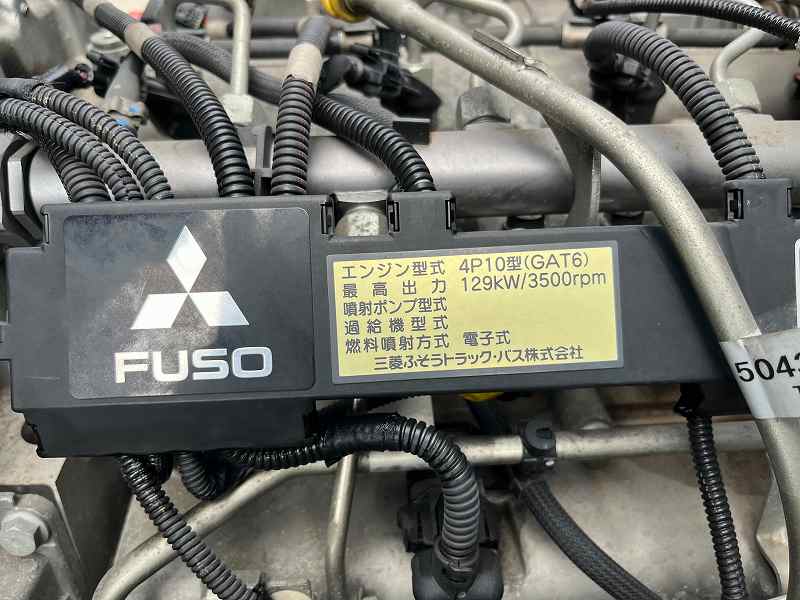 FUSO
エンジン型式 4P10型(GAT6)
最高出力 129kW/3500rpm
噴射ポンプ型式
過給機型式
燃料噴射方式 電子式
三菱ふそうトラック・バス株式会社